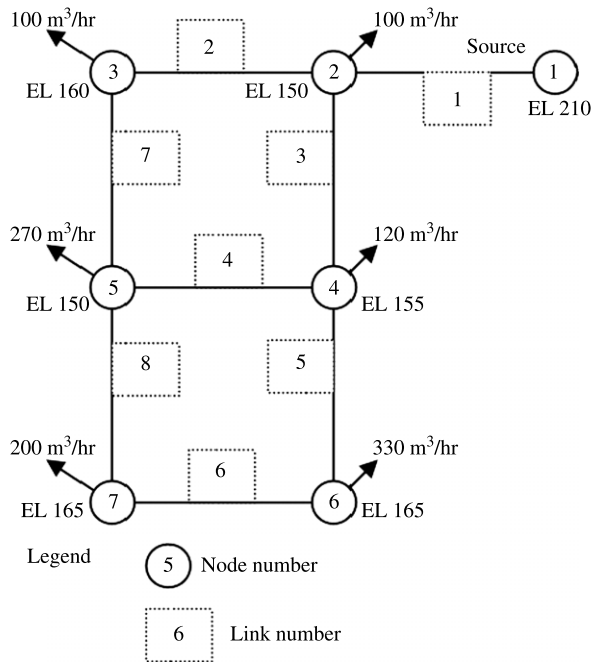 100 m³/hr
100 m³/hr
Source
2
3
2
1
EL 160
EL 150
1
EL 210
7
3
270 m³/hr
120 m³/hr
4
5
4
EL 150
EL 155
8
5
200 m³/hr
330 m³/hr
6
7
6
EL 165
EL 165
Legend
5
Node number
6
Link number